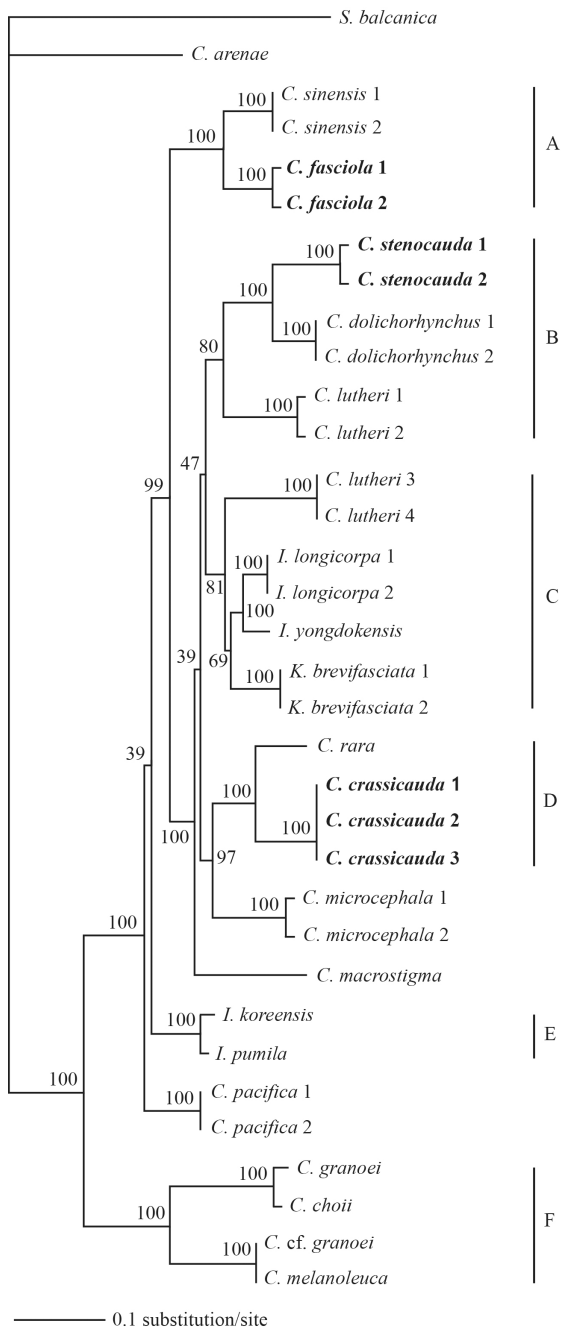 S. balcanica
C. arenae
100
C. sinensis 1
C. sinensis 2
100
100
C. fasciola 1
C. fasciola 2
A
100
C. stenocauda 1
C. stenocauda 2
100
100
C. dolichorhynchus 1
C. dolichorhynchus 2
80
100
C. lutheri 1
C. lutheri 2
B
47
99
100
C. lutheri 3
C. lutheri 4
100
I. longicorpa 1
I. longicorpa 2
81
100
I. yongdokensis
39
69
100
K. brevifasciata 1
K. brevifasciata 2
C
39
C. rara
100
100
C. crassicauda 1
C. crassicauda 2
C. crassicauda 3
100
97
100
C. microcephala 1
C. microcephala 2
D
C. macrostigma
100
100
I. koreensis
I. pumila
E
100
100
C. pacifica 1
C. pacifica 2
100
C. granoei
C. choii
100
100
C. cf. granoei
C. melanoleuca
F
0.1 substitution/site